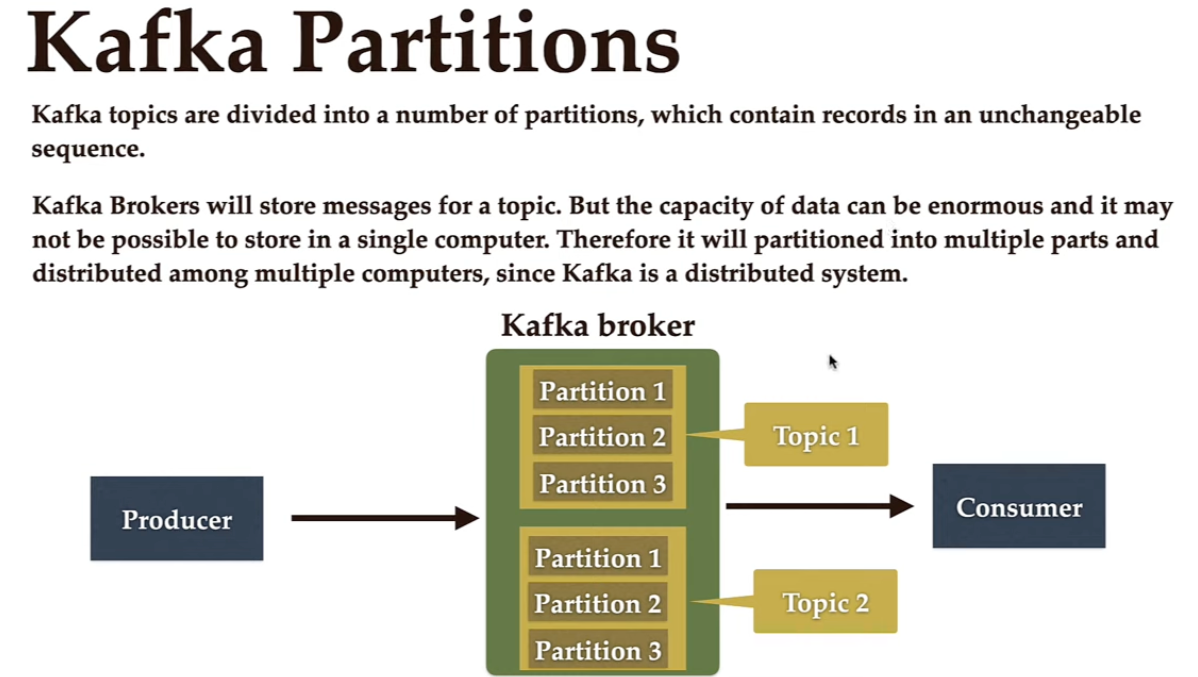 Kafka Partitions
Kafka topics are divided into a number of partitions, which contain records in an unchangeable
sequence.
Kafka Brokers will store messages for a topic. But the capacity of data can be enormous and it may
not be possible to store in a single computer. Therefore it will partitioned into multiple parts and
distributed among multiple computers, since Kafka is a distributed system.
Kafka broker
Partition 1
Partition 2
Partition 3
Topic 1
Producer
Consumer
Partition 1
Partition 2
Partition 3
Topic 2